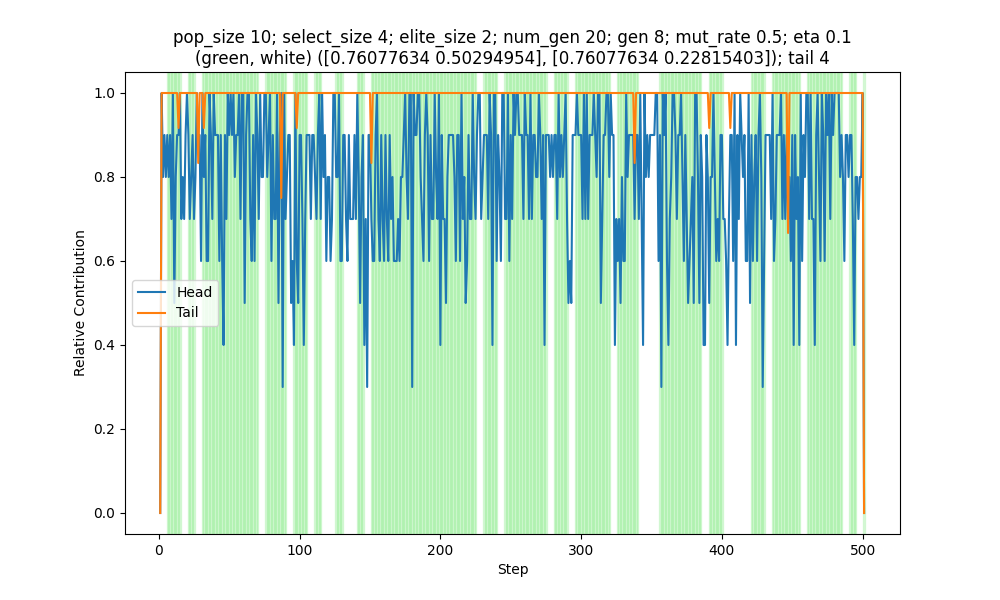 pop_size 10; select_size 4; elite_size 2; num_gen 20; gen 8; mut_rate 0.5; eta 0.1
(green, white) ([0.76077634 0.50294954], [0.76077634 0.22815403]); tail 4
1.0
0.8
0.6
0.4
0.2
0.0
Relative Contribution
Head
Tail
0 100 200 300 400 500
Step